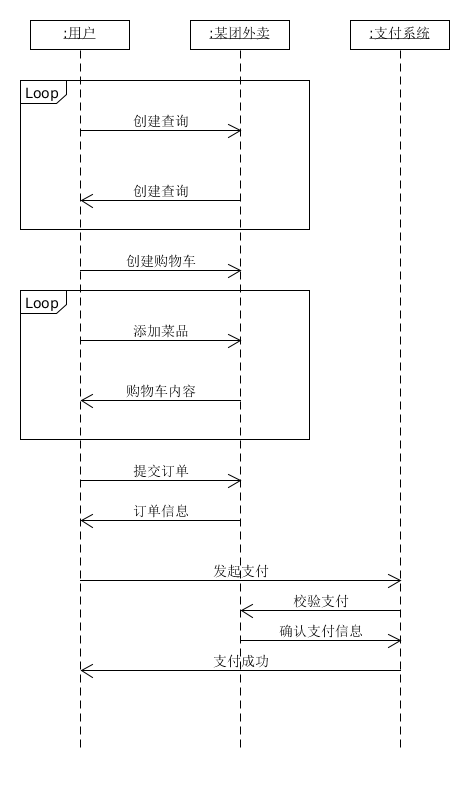 :用户
:某团外卖
:支付系统
Loop
创建查询
创建查询
创建购物车
Loop
添加菜品
购物车内容
提交订单
订单信息
发起支付
校验支付
确认支付信息
支付成功